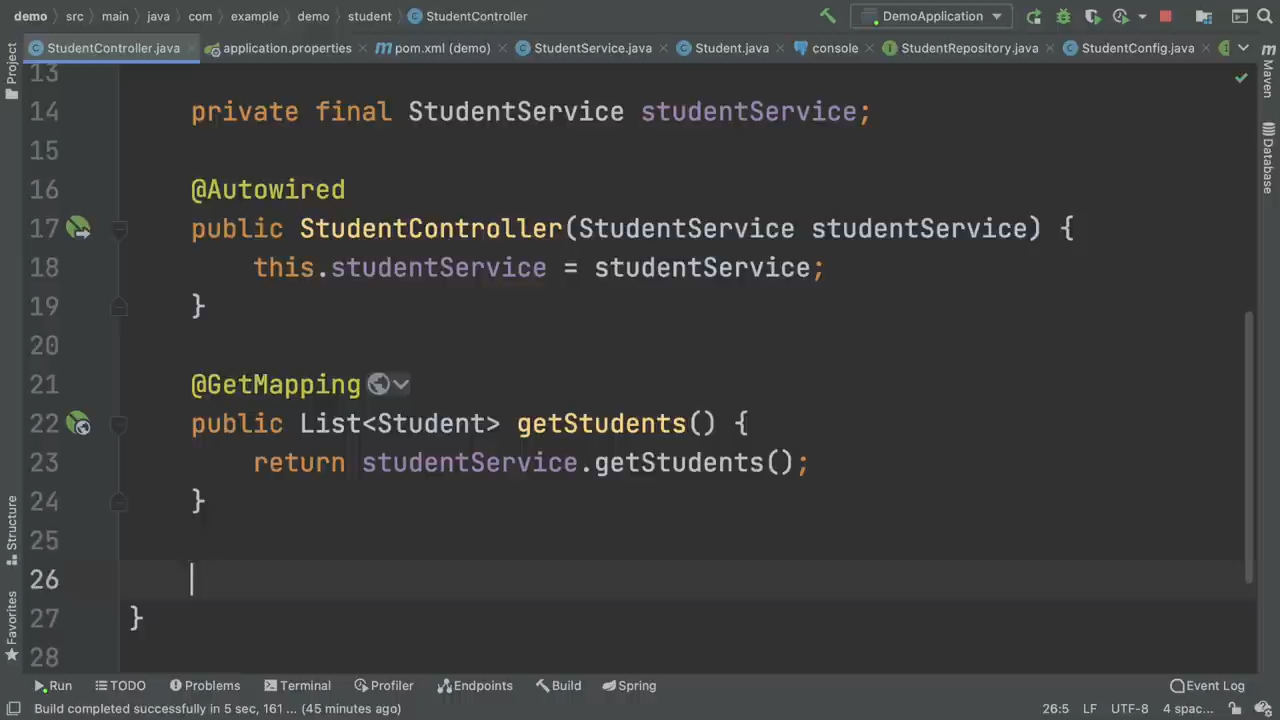 demo src main java com example demo student StudentController DemoApplication
StudentController.java application.properties pom.xml (demo) StudentService.java Student.java console StudentRepository.java StudentConfig.java
Project
Structure
Favorites
Maven
Database
13
14 private final StudentService studentService;
15
16 @Autowired
17 public StudentController(StudentService studentService) {
18 this.studentService = studentService;
19 }
20
21 @GetMapping
22 public List<Student> getStudents() {
23 return studentService.getStudents();
24 }
25
26
27 }
28
Run TODO Problems Terminal Profiler Endpoints Build Spring Event Log
Build completed successfully in 5 sec, 161 ... (45 minutes ago) 26:5 LF UTF-8 4 spac...